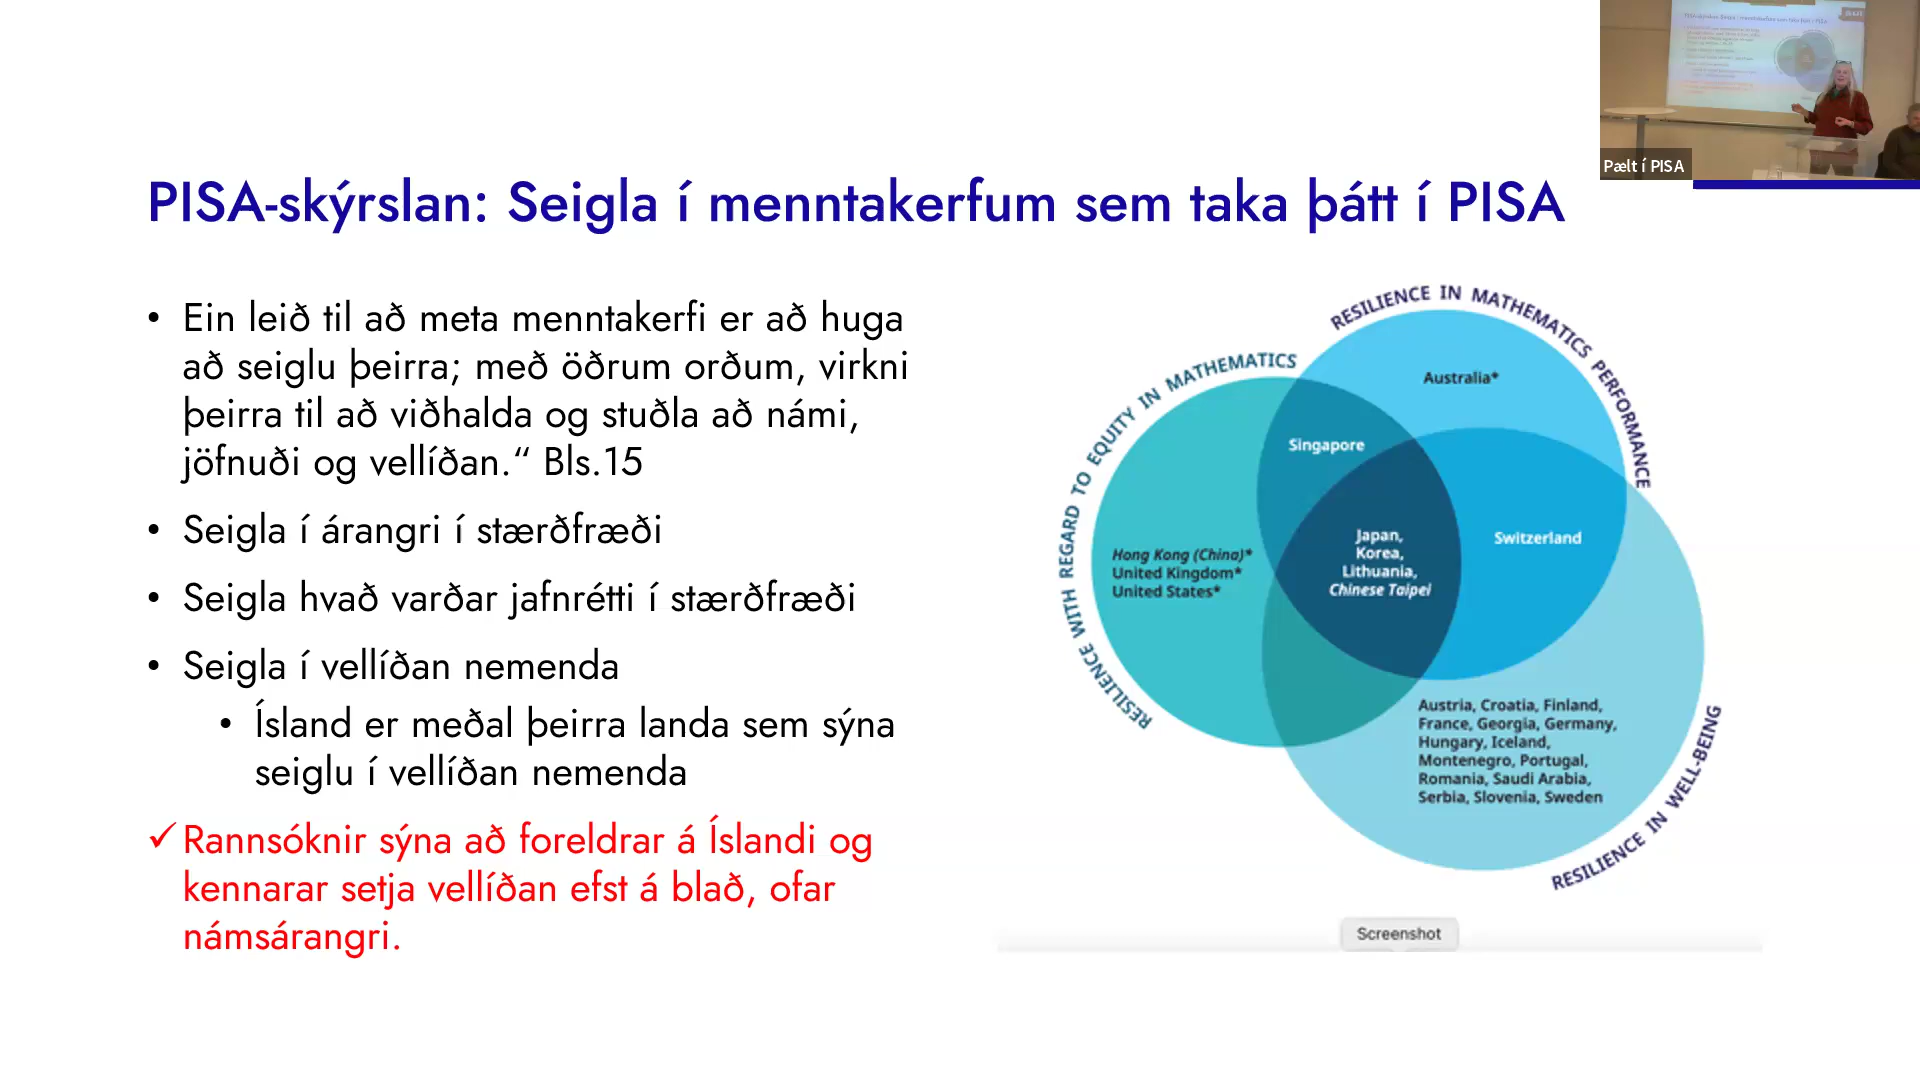 PISA-skýrslan: Seigla í menntakerfum sem taka þátt í PISA
Pælt í PISA
• Ein leið til að meta menntakerfi er að huga
að seiglu þeirra; með öðrum orðum, virkni
þeirra til að viðhalda og stuðla að námi,
jöfnuði og vellíðan.“ Bls.15
• Seigla í árangri í stærðfræði
• Seigla hvað varðar jafnrétti í stærðfræði
• Seigla í vellíðan nemenda
• Ísland er meðal þeirra landa sem sýna
seiglu í vellíðan nemenda
✓ Rannsóknir sýna að foreldrar á Íslandi og
kennarar setja vellíðan efst á blað, ofar
námsárangri.
RESILIENCE IN MATHEMATICS PERFORMANCE
RESILIENCE WITH REGARD TO EQUITY IN MATHEMATICS
RESILIENCE IN WELL-BEING
Australia*
Singapore
Japan,
Korea,
Lithuania,
Chinese Taipei
Switzerland
Hong Kong (China)*
United Kingdom*
United States*
Austria, Croatia, Finland,
France, Georgia, Germany,
Hungary, Iceland,
Montenegro, Portugal,
Romania, Saudi Arabia,
Serbia, Slovenia, Sweden
Screenshot